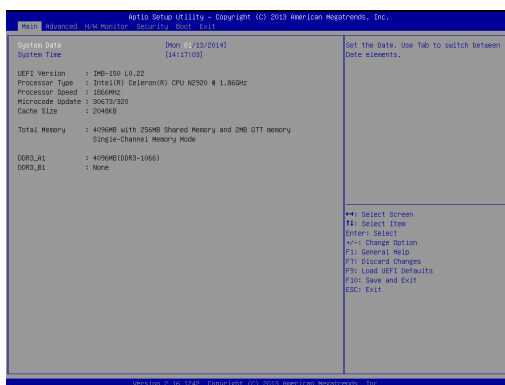 Aptio Setup Utility - Copyright (C) 2013 American Megatrends, Inc.
Main Advanced H/W Monitor Security Boot Exit
System Date [Mon 01/13/2014]
System Time [14:17:03]
UEFI Version : IMB-150 L0.22
Processor Type : Intel(R) Celeron(R) CPU N2920 @ 1.86GHz
Processor Speed : 1866MHz
Microcode Update : 30673/320
Cache Size : 2048KB
Total Memory : 4096MB with 256MB Shared Memory and 2MB GTT memory
Single-Channel Memory Mode
DDR3_A1 : 4096MB(DDR3-1066)
DDR3_B1 : None
Set the Date. Use Tab to switch between
Date elements.
↔: Select Screen
↑↓: Select Item
Enter: Select
+/-: Change Option
F1: General Help
F7: Discard Changes
F9: Load UEFI Defaults
F10: Save and Exit
ESC: Exit
Version 2.16.1242. Copyright (C) 2013 American Megatrends, Inc.